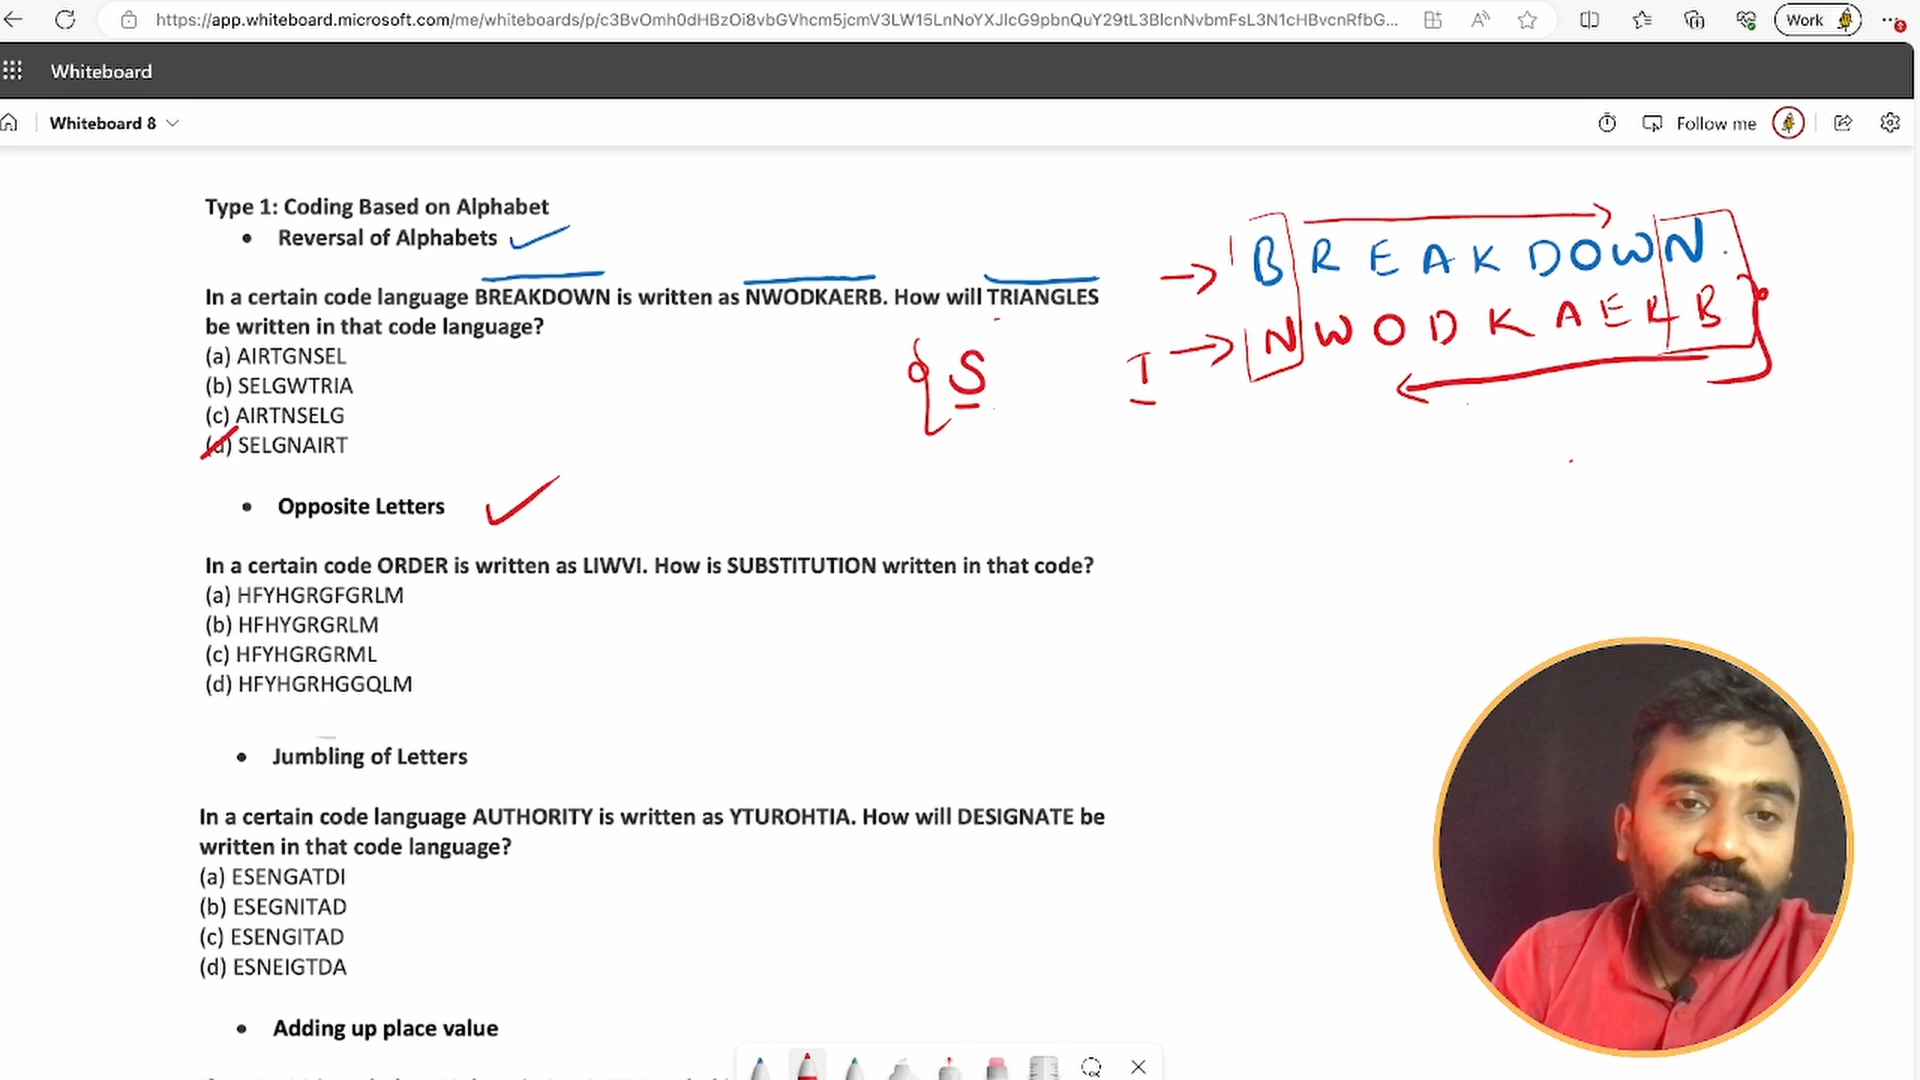 https://app.whiteboard.microsoft.com/me/whiteboards/p/c3BvOmh0dHBzOi8vbGVhcm5jcmV3LW15LnNoYXJlcG9pbnQuY29tL3BlcnNvbmFsL3N1cHBvcnRfbG...
Work
Whiteboard
Whiteboard 8
Follow me
Type 1: Coding Based on Alphabet
• Reversal of Alphabets
In a certain code language BREAKDOWN is written as NWODKAERB. How will TRIANGLES
be written in that code language?
(a) AIRTGNSEL
(b) SELGWTRIA
(c) AIRTNSELG
(d) SELGNAIRT
B R E A K D O W N
N W O D K A E R B
S T
• Opposite Letters
In a certain code ORDER is written as LIWVI. How is SUBSTITUTION written in that code?
(a) HFYHGRGFGRLM
(b) HFHYGRGRLM
(c) HFYHGRGRML
(d) HFYHGRHGGQLM
• Jumbling of Letters
In a certain code language AUTHORITY is written as YTUROHTIA. How will DESIGNATE be
written in that code language?
(a) ESENGATDI
(b) ESEGNITAD
(c) ESENGITAD
(d) ESNEIGTDA
• Adding up place value